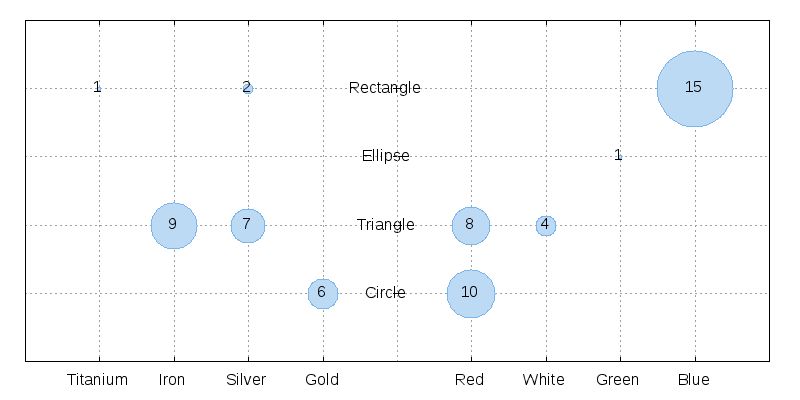 1 2 Rectangle 15
Ellipse 1
9 7 Triangle 8 4
6 Circle 10
Titanium Iron Silver Gold Red White Green Blue